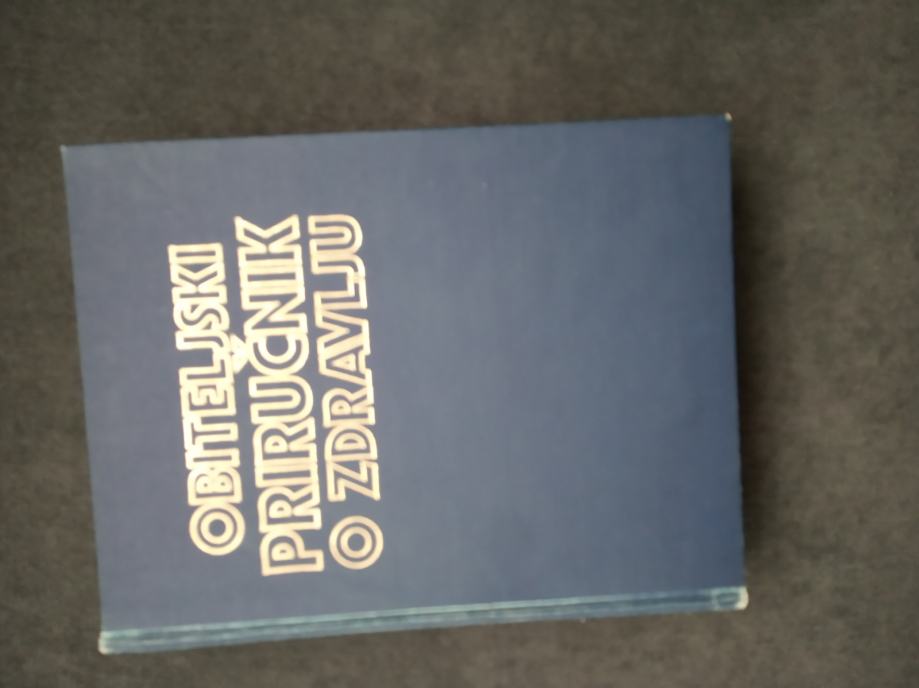 OBITELJSKI
PRIRUČNIK
O ZDRAVLJU